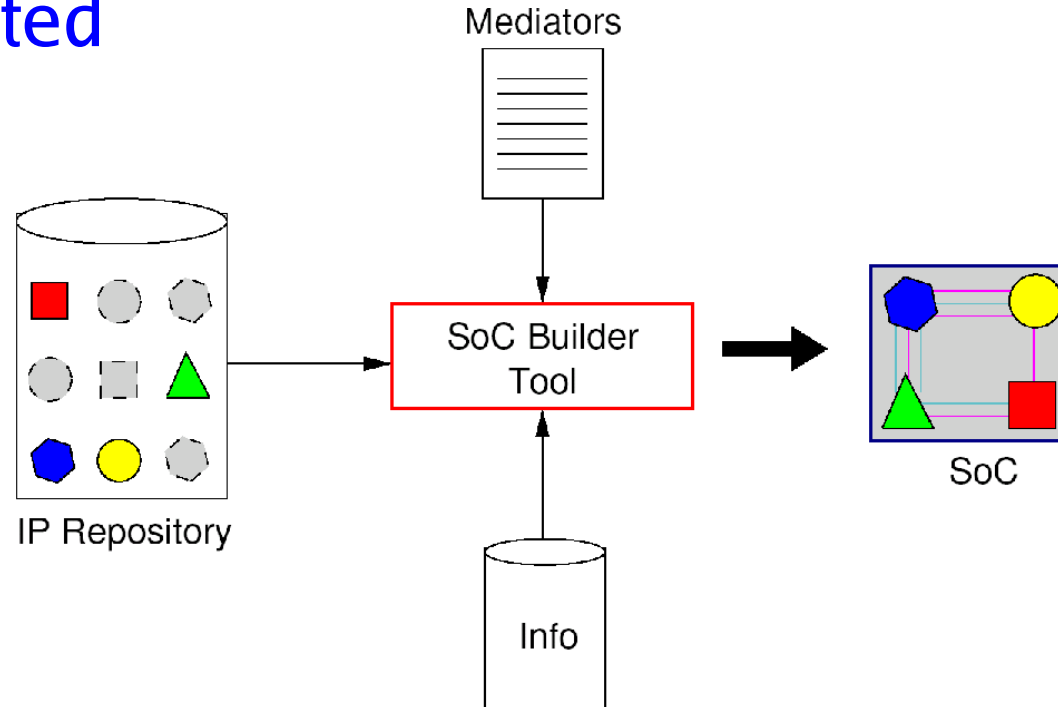 ted
Mediators
SoC Builder
Tool
SoC
IP Repository
Info